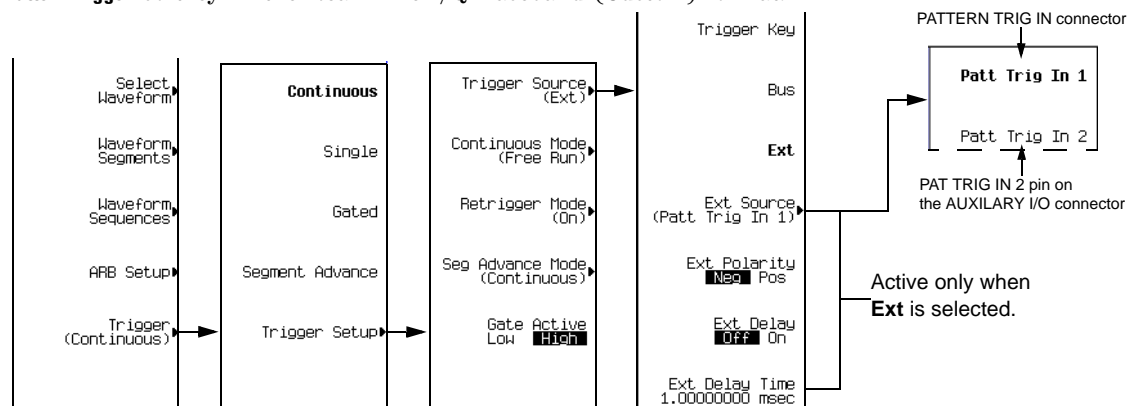 PATTERN TRIG IN connector
Select
Waveform
Waveform
Segments
Waveform
Sequences
ARB Setup
Trigger
(Continuous)
Continuous
Single
Gated
Segment Advance
Trigger Setup
Trigger Source
(Ext)
Continuous Mode
(Free Run)
Retrigger Mode
(On)
Seg Advance Mode
(Continuous)
Gate Active
Low High
Trigger Key
Bus
Ext
Ext Source
(Patt Trig In 1)
Ext Polarity
Neg Pos
Ext Delay
Off On
Ext Delay Time
1.00000000 msec
Patt Trig In 1
Patt Trig In 2
PAT TRIG IN 2 pin on
the AUXILARY I/O connector
Active only when
Ext is selected.